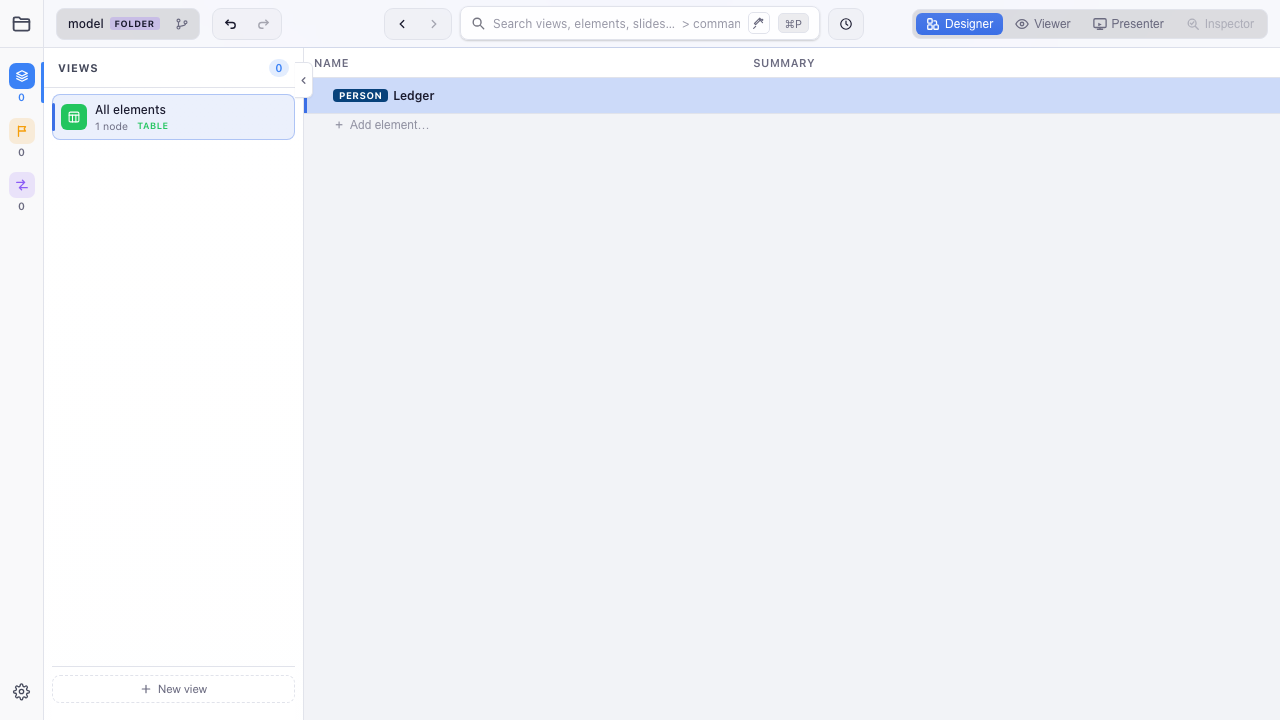 model FOLDER
Search views, elements, slides... > comman
⌘P
Designer
Viewer
Presenter
Inspector
VIEWS 0
NAME
SUMMARY
0
All elements
1 node TABLE
PERSON Ledger
+ Add element...
0
0
+ New view